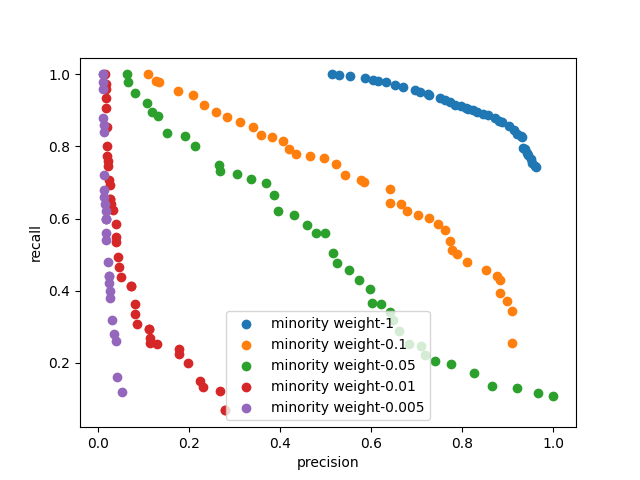 1.0
0.8
0.6
0.4
0.2
recall
minority weight-1
minority weight-0.1
minority weight-0.05
minority weight-0.01
minority weight-0.005
0.0 0.2 0.4 0.6 0.8 1.0
precision